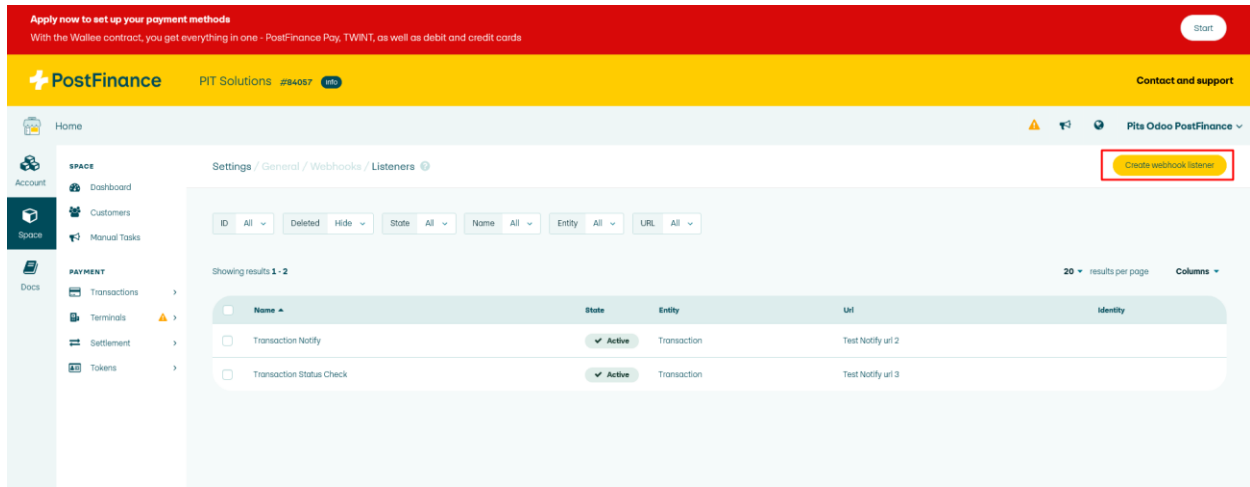 Apply now to set up your payment methods
With the Wallee contract, you get everything in one - PostFinance Pay, TWINT, as well as debit and credit cards
Start
PostFinance PIT Solutions #84057 Info Contact and support
Home Pits Odoo PostFinance
Account
Space
Docs
SPACE
Dashboard
Customers
Manual Tasks
PAYMENT
Transactions
Terminals
Settlement
Tokens
Settings / General / Webhooks / Listeners
Create webhook listener
ID All Deleted Hide State All Name All Entity All URL All
Showing results 1 - 2 20 results per page Columns
Name State Entity Url Identity
Transaction Notify Active Transaction Test Notify url 2
Transaction Status Check Active Transaction Test Notify url 3